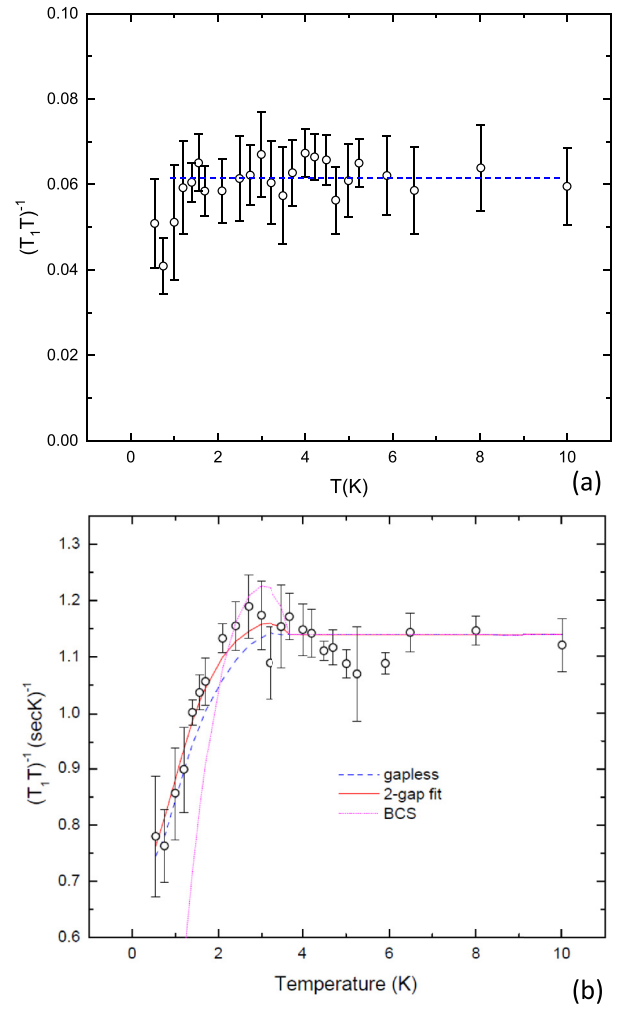 0.10
0.08
0.06
0.04
0.02
0.00
(T₁T)⁻¹
0 2 4 6 8 10
T(K)
(a)
1.3
1.2
1.1
1.0
0.9
0.8
0.7
0.6
(T₁T)⁻¹ (secK)⁻¹
gapless
2-gap fit
BCS
0 2 4 6 8 10
Temperature (K)
(b)